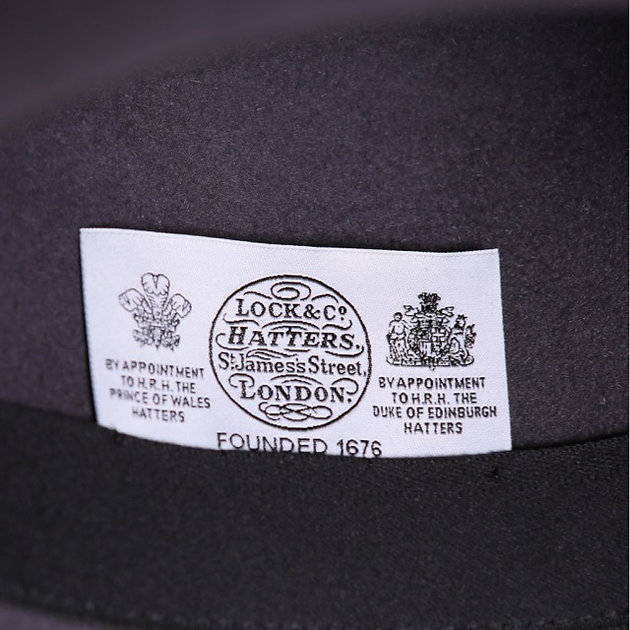 BY APPOINTMENT
TO H.R.H. THE
PRINCE OF WALES
HATTERS
LOCK & Co.
HATTERS,
St. James's Street,
LONDON.
FOUNDED 1676
BY APPOINTMENT
TO H.R.H. THE
DUKE OF EDINBURGH
HATTERS